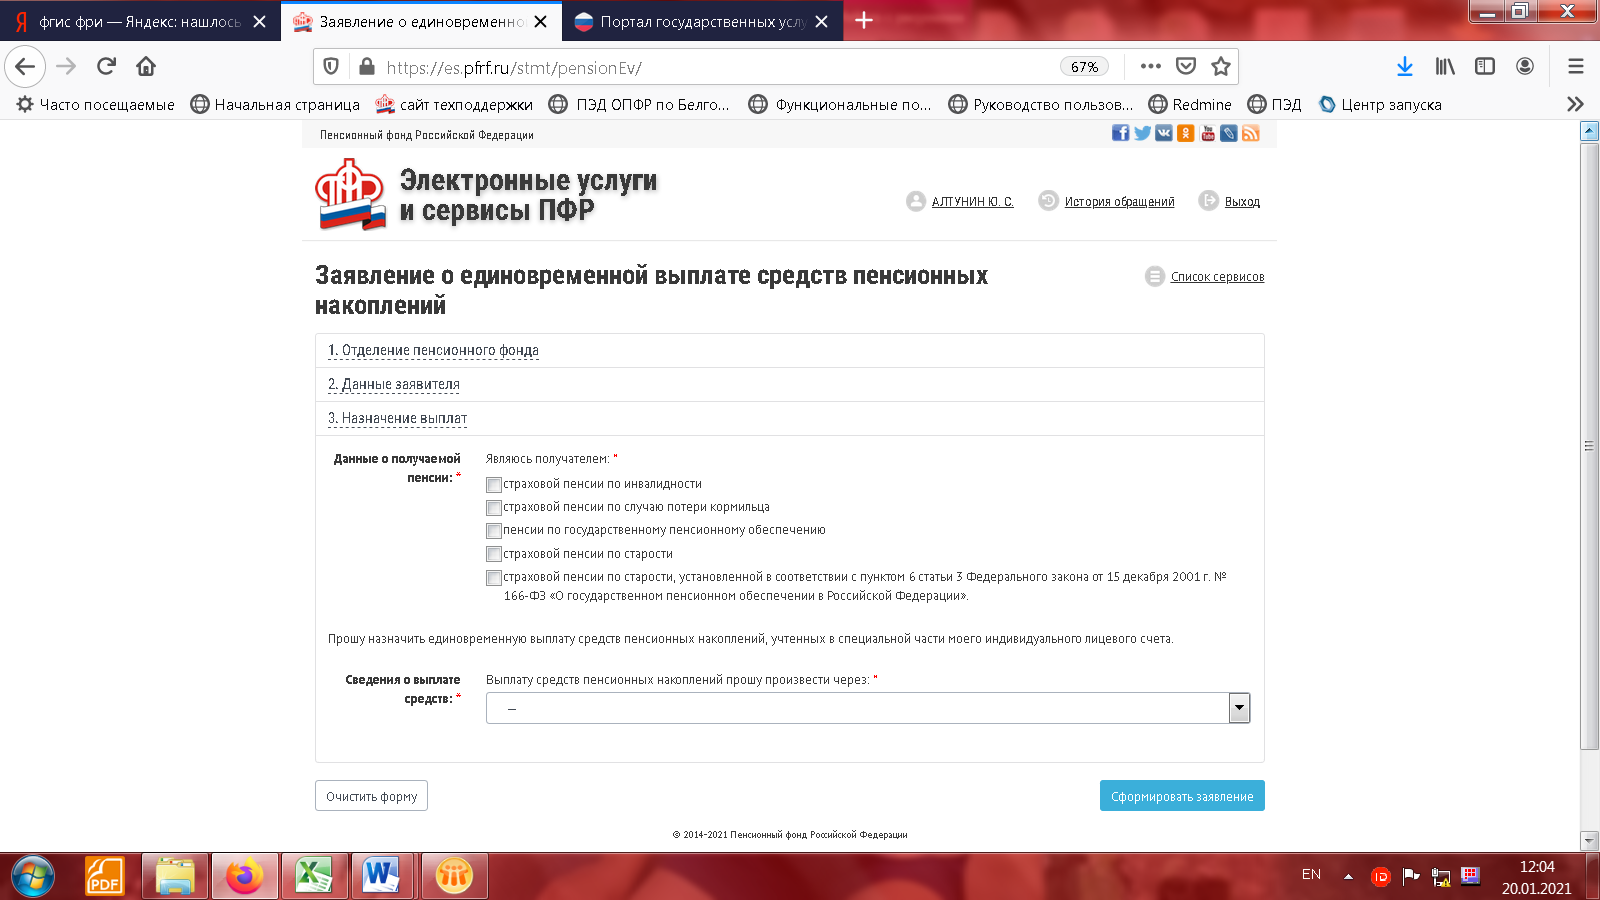 фгис фри — Яндекс: нашлось
Заявление о единовременно
Портал государственных услу
https://es.pfrf.ru/stmt/pensionEv/
67%
Часто посещаемые
Начальная страница
сайт техподдержки
ПЭД ОПФР по Белго...
Функциональные по...
Руководство пользов...
Redmine
ПЭД
Центр запуска
Пенсионный фонд Российской Федерации
Электронные услуги
и сервисы ПФР
АЛТУНИН Ю. С.
История обращений
Выход
Заявление о единовременной выплате средств пенсионных
накоплений
Список сервисов
1. Отделение пенсионного фонда
2. Данные заявителя
3. Назначение выплат
Данные о получаемой
пенсии: *
Являюсь получателем: *
страховой пенсии по инвалидности
страховой пенсии по случаю потери кормильца
пенсии по государственному пенсионному обеспечению
страховой пенсии по старости
страховой пенсии по старости, установленной в соответствии с пунктом 6 статьи 3 Федерального закона от 15 декабря 2001 г. №
166-ФЗ «О государственном пенсионном обеспечении в Российской Федерации».
Прошу назначить единовременную выплату средств пенсионных накоплений, учтенных в специальной части моего индивидуального лицевого счета.
Сведения о выплате
средств: *
Выплату средств пенсионных накоплений прошу произвести через: *
—
Очистить форму
Сформировать заявление
© 2014-2021 Пенсионный фонд Российской Федерации
PDF
EN
12:04
20.01.2021